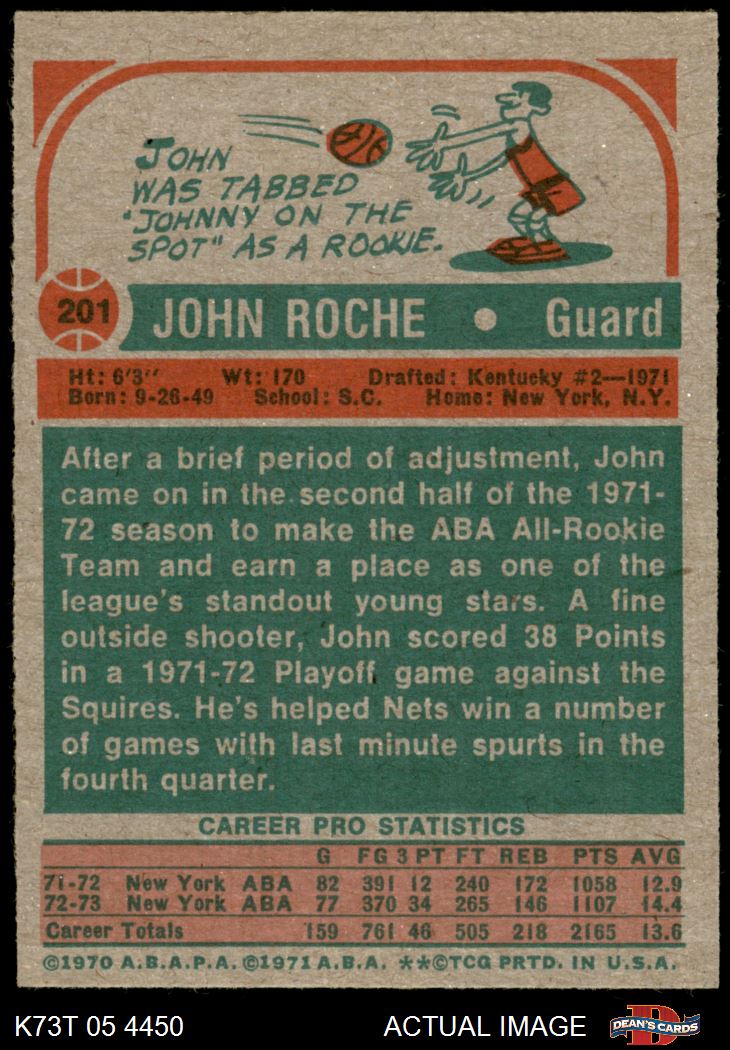 JOHN
WAS TABBED
"JOHNNY ON THE
SPOT" AS A ROOKIE.
201 JOHN ROCHE • Guard
Ht: 6'3" Wt: 170 Drafted: Kentucky #2—1971
Born: 9-26-49 School: S.C. Home: New York, N.Y.
After a brief period of adjustment, John
came on in the second half of the 1971-
72 season to make the ABA All-Rookie
Team and earn a place as one of the
league's standout young stars. A fine
outside shooter, John scored 38 Points
in a 1971-72 Playoff game against the
Squires. He's helped Nets win a number
of games with last minute spurts in the
fourth quarter.
CAREER PRO STATISTICS
G FG 3 PT FT REB PTS AVG
71-72 New York ABA 82 391 12 240 172 1058 12.9
72-73 New York ABA 77 370 34 265 146 1107 14.4
Career Totals 159 761 46 505 218 2165 13.6
©1970 A.B.A.P.A. ©1971 A.B.A. **©TCG PRTD. IN U.S.A.
K73T 05 4450 ACTUAL IMAGE D DEAN'S CARDS